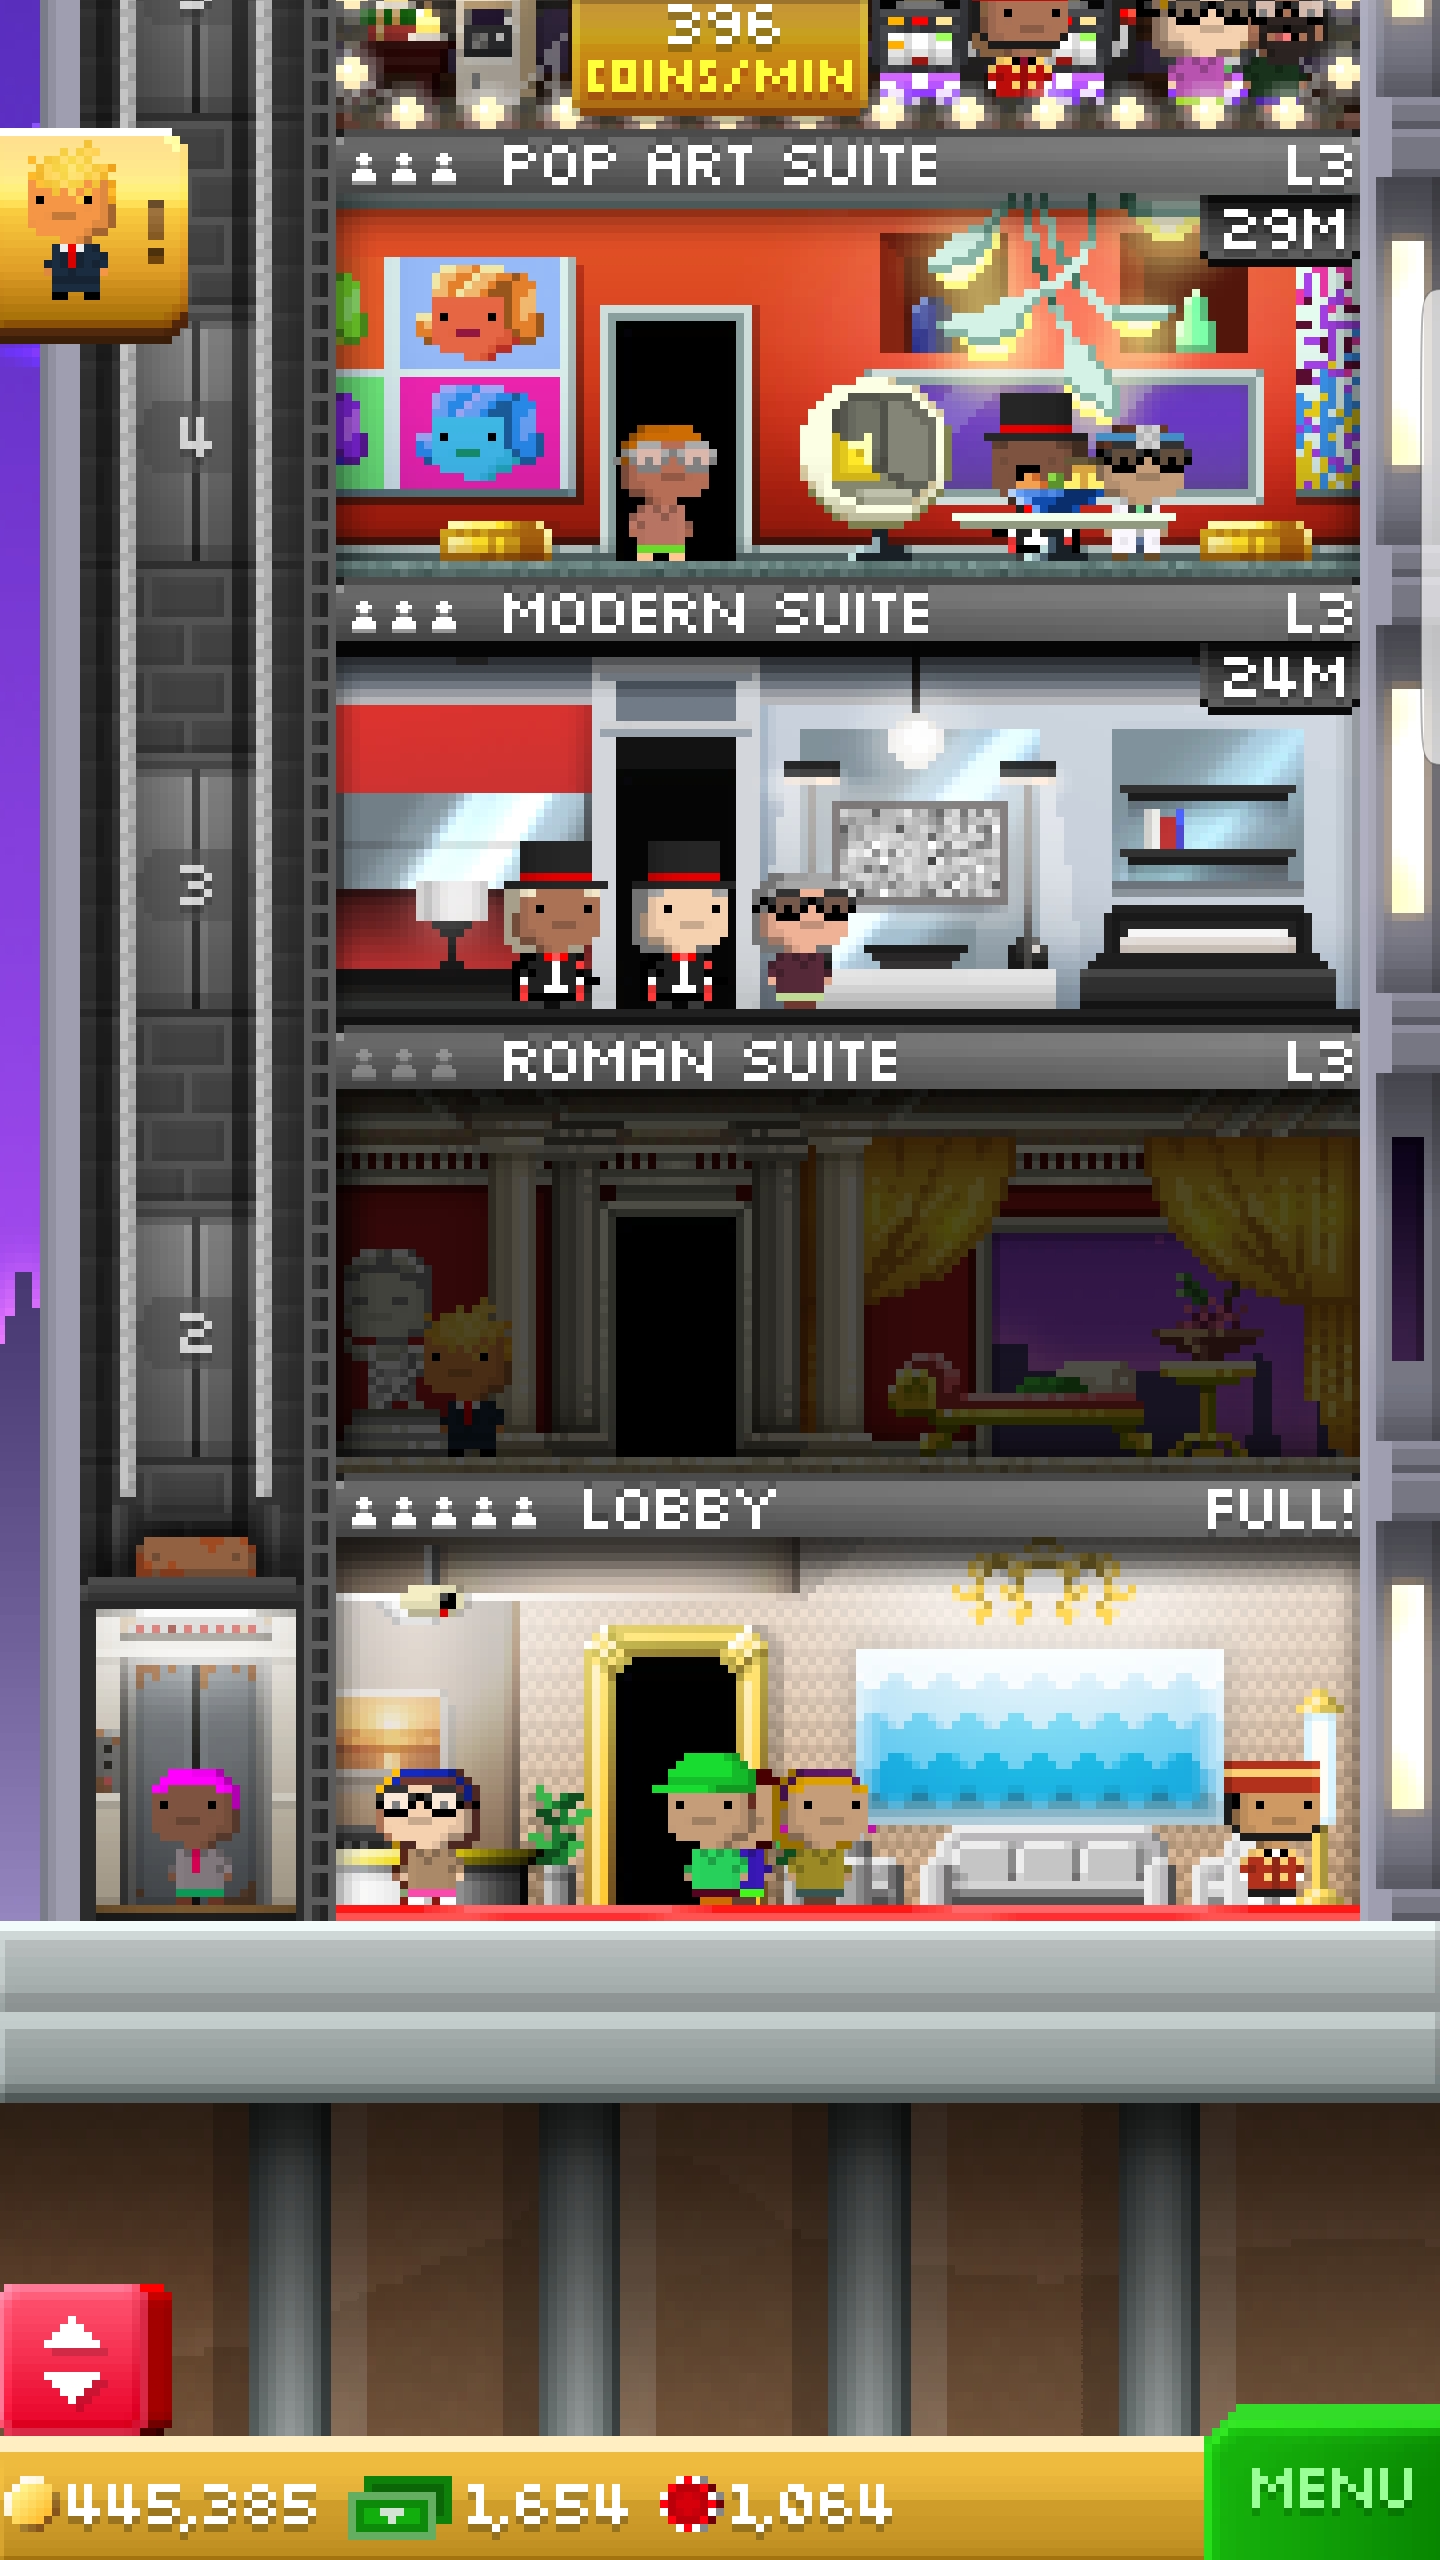 396
COINS/MIN
POP ART SUITE L3
29M
!
4
MODERN SUITE L3
24M
3
ROMAN SUITE L3
2
LOBBY FULL!
445,385 1,654 1,064
MENU